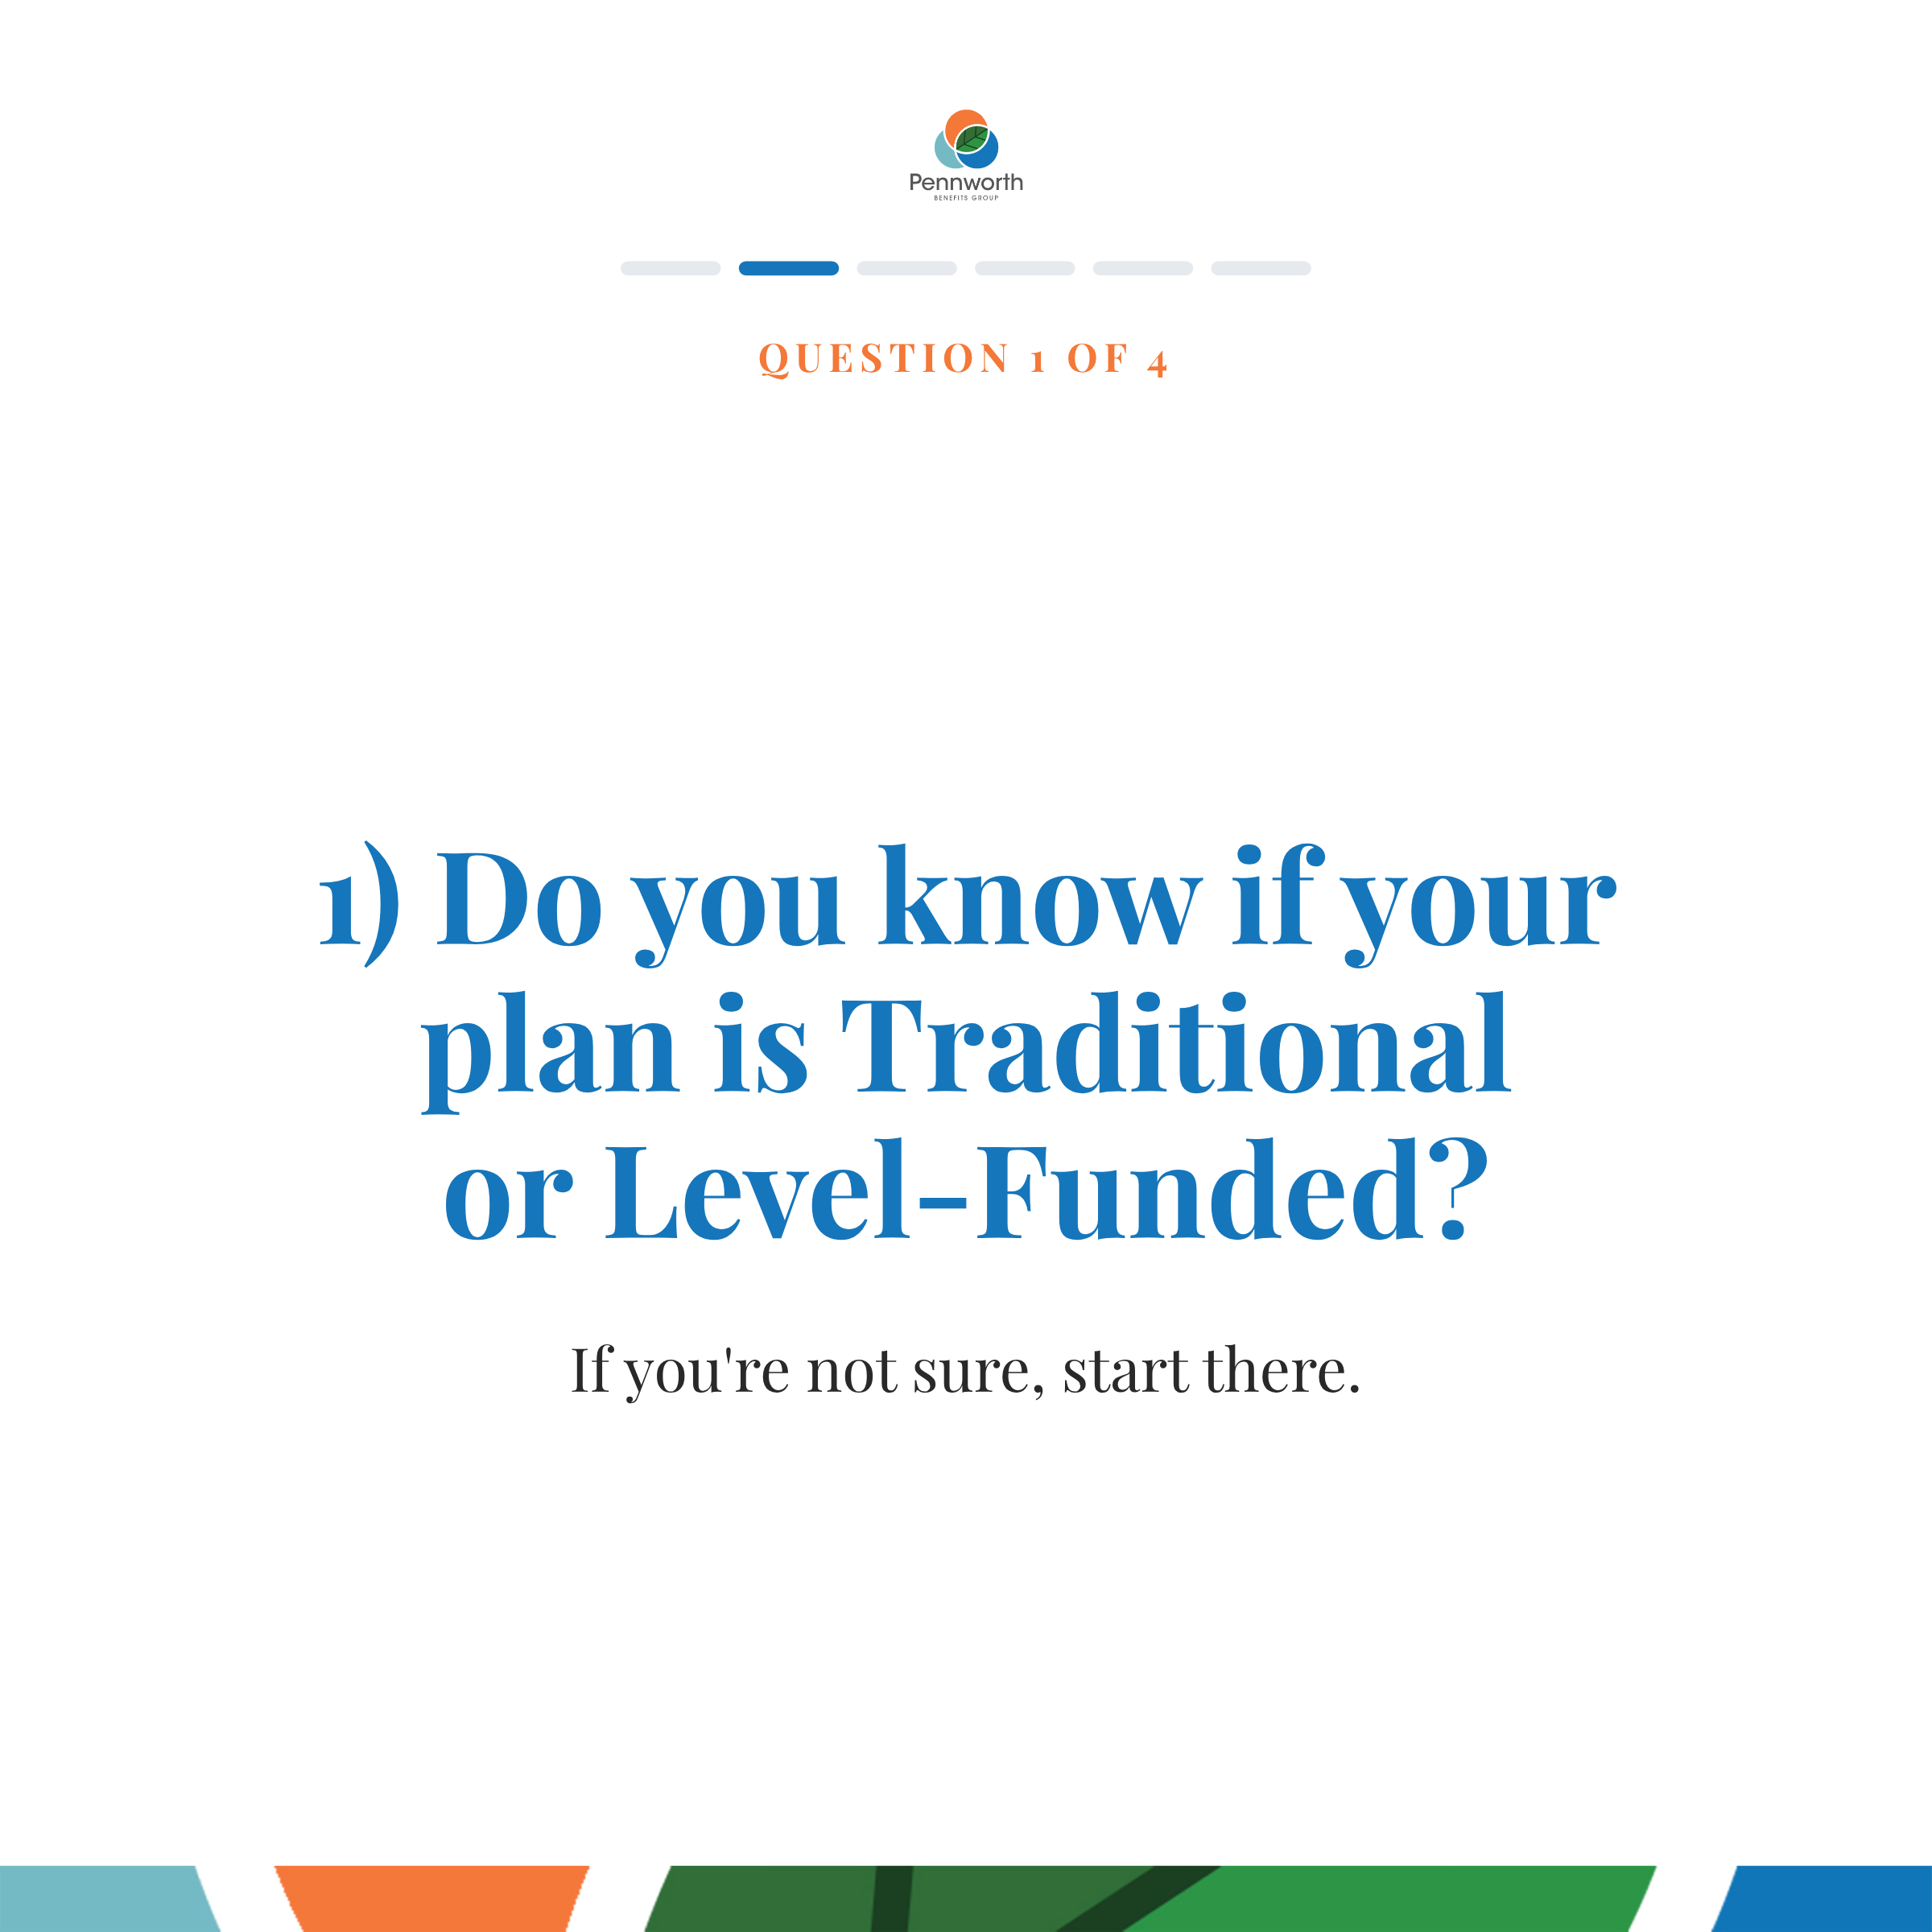 Pennworth
BENEFITS GROUP
QUESTION 1 OF 4
1) Do you know if your
plan is Traditional
or Level-Funded?
If you're not sure, start there.